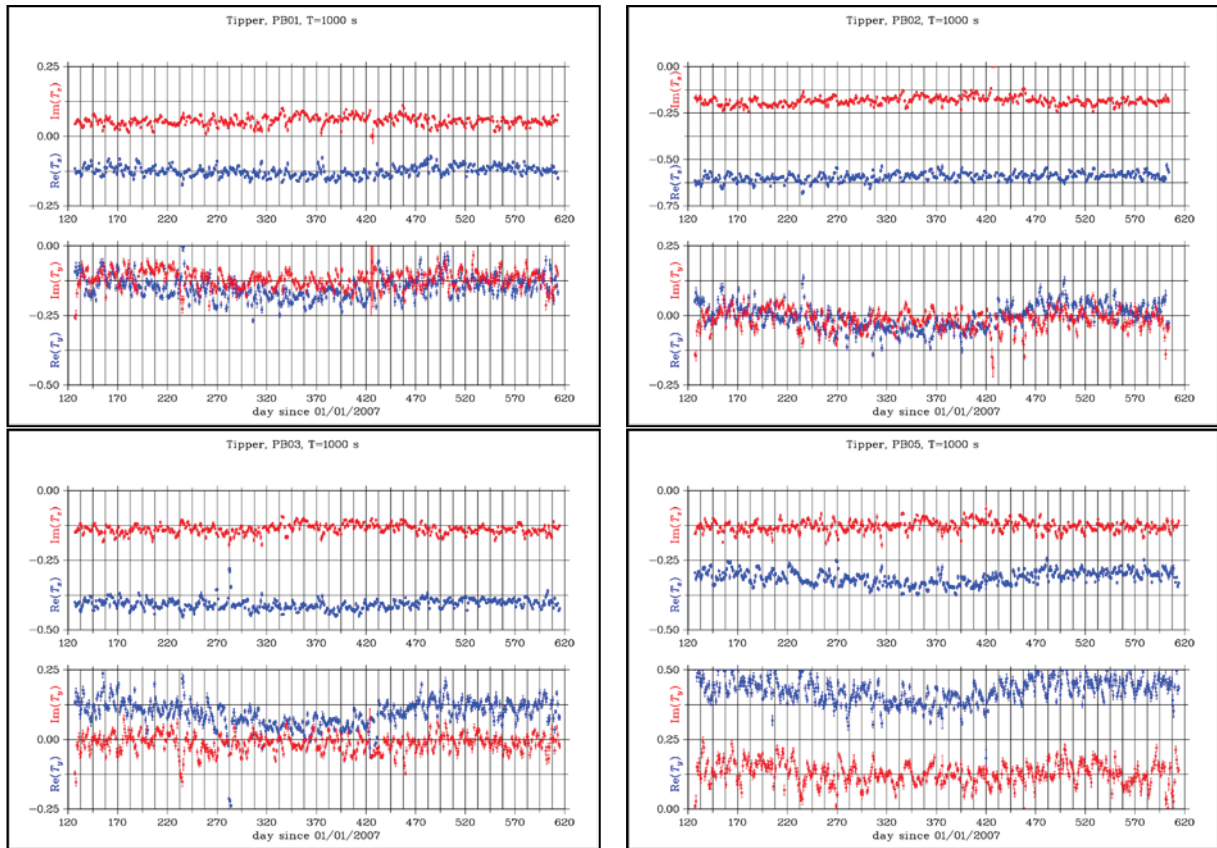 Tipper, PB01, T=1000 s
0.25
Im(Tx)
0.00
Re(Tx)
−0.25
120 170 220 270 320 370 420 470 520 570 620
0.00
Im(Ty)
−0.25
Re(Ty)
−0.50
120 170 220 270 320 370 420 470 520 570 620
day since 01/01/2007
Tipper, PB02, T=1000 s
0.00
Im(Tx)
−0.25
−0.50
Re(Tx)
−0.75
120 170 220 270 320 370 420 470 520 570 620
0.25
Im(Ty)
0.00
Re(Ty)
−0.25
120 170 220 270 320 370 420 470 520 570 620
day since 01/01/2007
Tipper, PB03, T=1000 s
0.00
Im(Tx)
−0.25
Re(Tx)
−0.50
120 170 220 270 320 370 420 470 520 570 620
0.25
Im(Ty)
0.00
Re(Ty)
−0.25
120 170 220 270 320 370 420 470 520 570 620
day since 01/01/2007
Tipper, PB05, T=1000 s
0.00
Im(Tx)
−0.25
Re(Tx)
−0.50
120 170 220 270 320 370 420 470 520 570 620
0.50
Im(Ty)
0.25
Re(Ty)
0.00
120 170 220 270 320 370 420 470 520 570 620
day since 01/01/2007